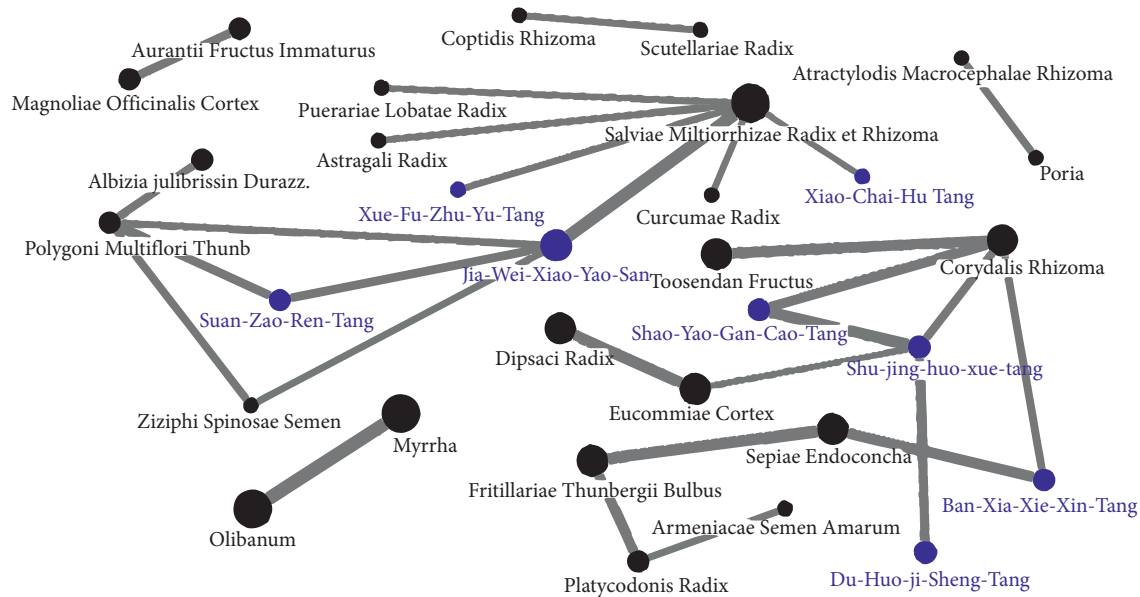 Coptidis Rhizoma
Scutellariae Radix
Aurantii Fructus Immaturus
Atractylodis Macrocephalae Rhizoma
Magnoliae Officinalis Cortex
Puerariae Lobatae Radix
Salviae Miltiorrhizae Radix et Rhizoma
Astragali Radix
Poria
Albizia julibrissin Durazz.
Xiao-Chai-Hu Tang
Xue-Fu-Zhu-Yu-Tang
Curcumae Radix
Polygoni Multiflori Thunb
Corydalis Rhizoma
Jia-Wei-Xiao-Yao-San
Toosendan Fructus
Suan-Zao-Ren-Tang
Shao-Yao-Gan-Cao-Tang
Dipsaci Radix
Shu-jing-huo-xue-tang
Eucommiae Cortex
Ziziphi Spinosae Semen
Myrrha
Sepiae Endoconcha
Fritillariae Thunbergii Bulbus
Ban-Xia-Xie-Xin-Tang
Armeniacae Semen Amarum
Olibanum
Du-Huo-ji-Sheng-Tang
Platycodonis Radix